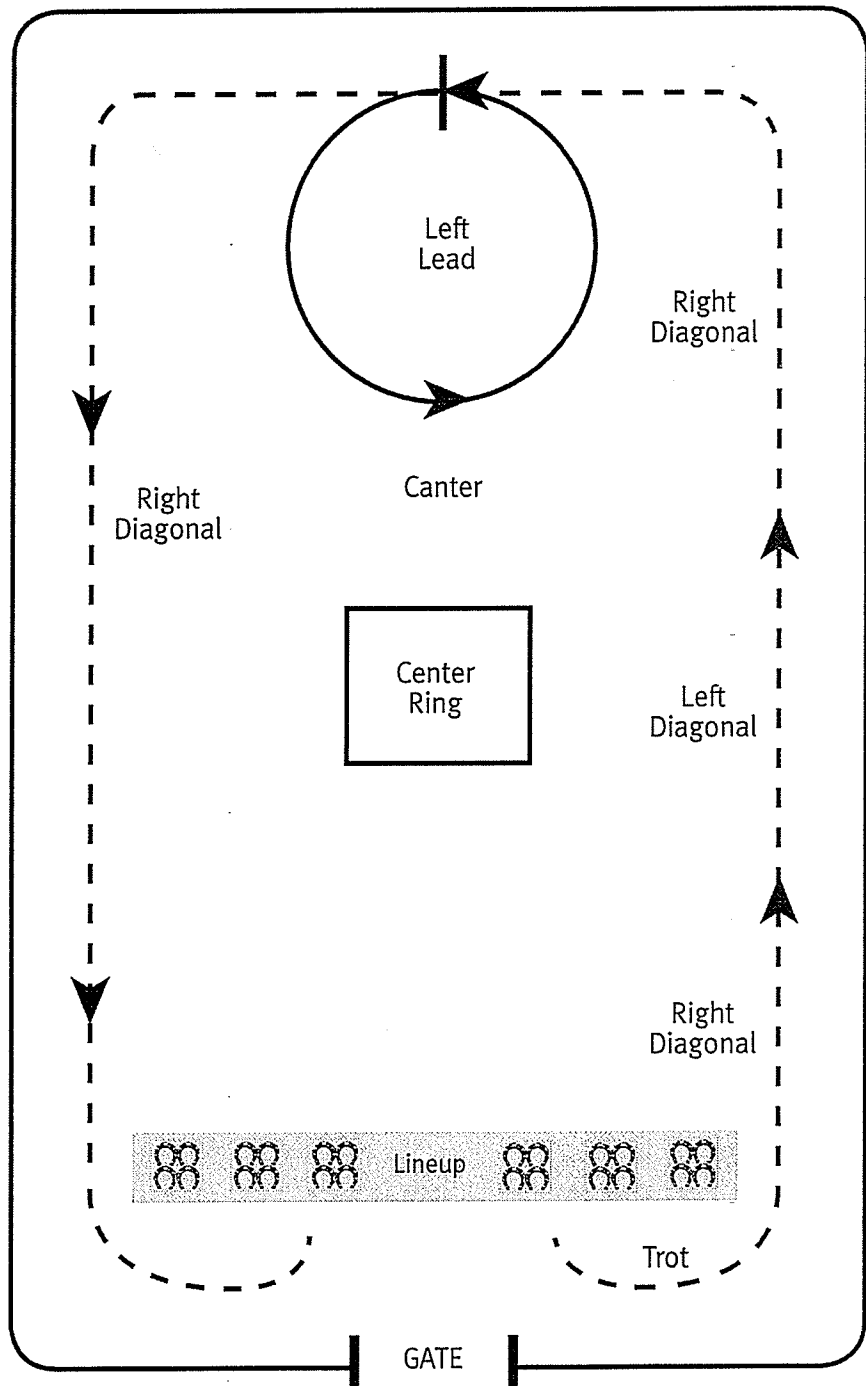 Left
Lead
Right
Diagonal
Right
Diagonal
Canter
Center
Ring
Left
Diagonal
Right
Diagonal
Lineup
Trot
GATE